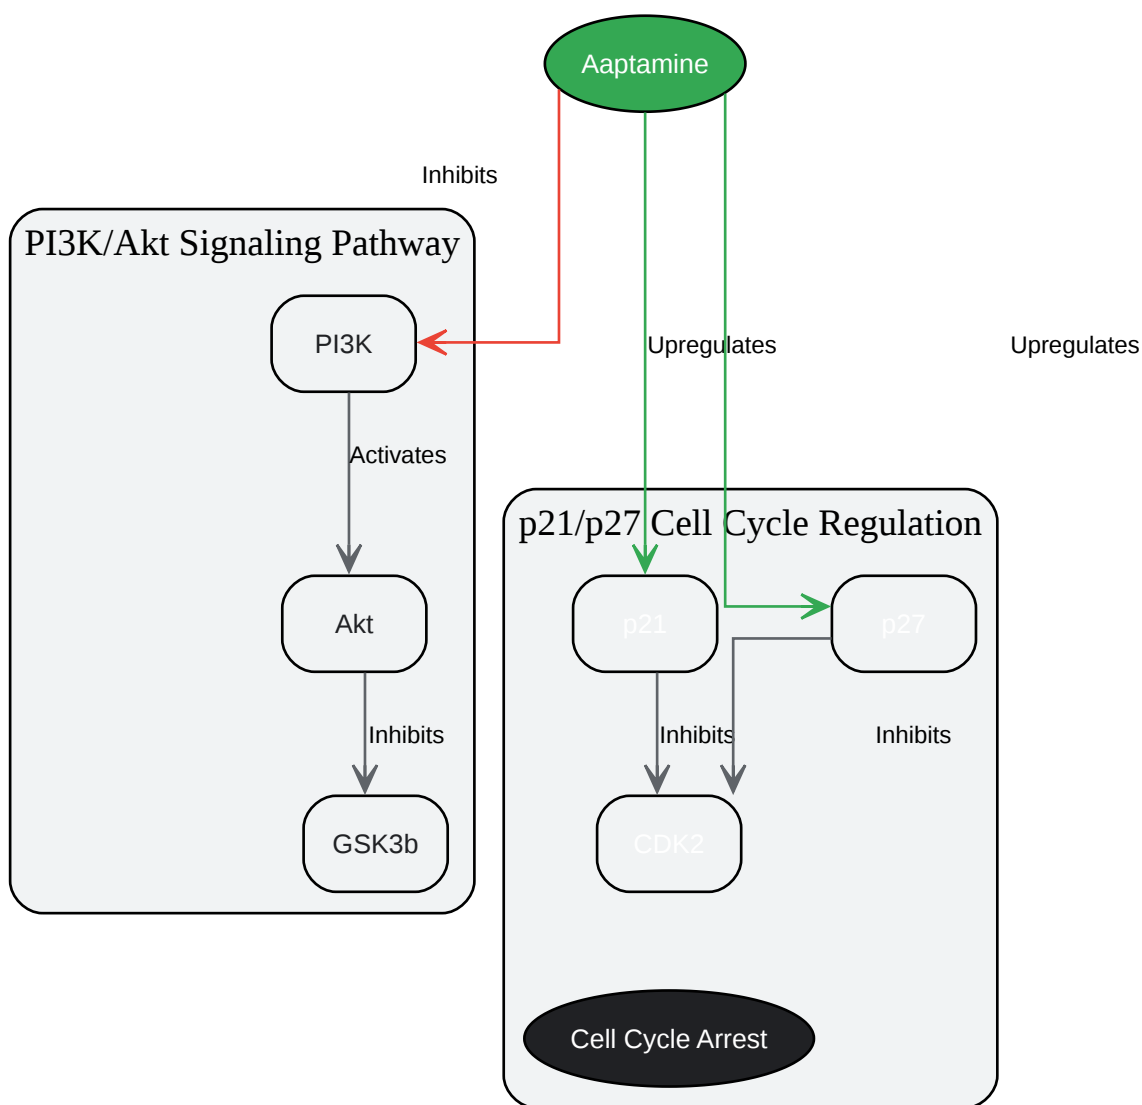 Aaptamine
Inhibits
PI3K/Akt Signaling Pathway
PI3K
Upregulates
Upregulates
Activates
p21/p27 Cell Cycle Regulation
Akt
p21
p27
Inhibits
Inhibits
Inhibits
GSK3b
CDK2
Cell Cycle Arrest